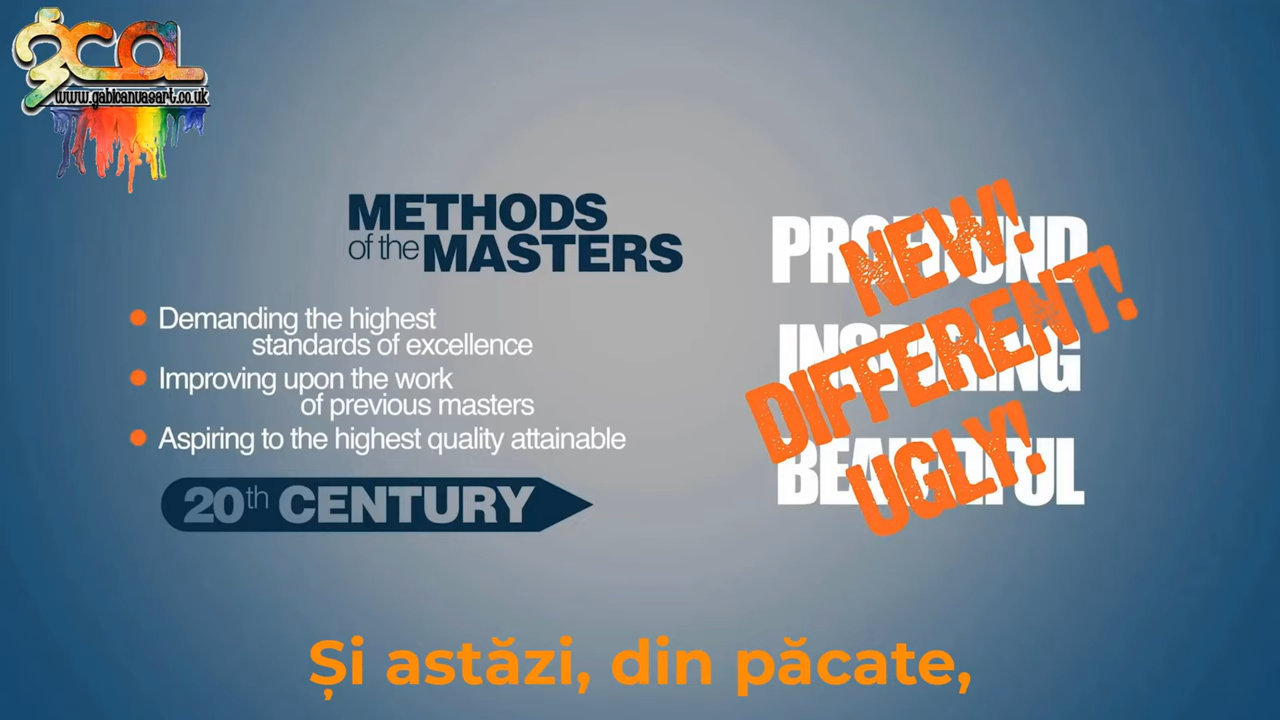 gca
www.gabicanvasart.co.uk
METHODS
of the MASTERS
Demanding the highest
standards of excellence
Improving upon the work
of previous masters
Aspiring to the highest quality attainable
20th CENTURY
PROFOUND
NEW!
INSPIRING
DIFFERENT!
BEAUTIFUL
UGLY!
Și astăzi, din păcate,